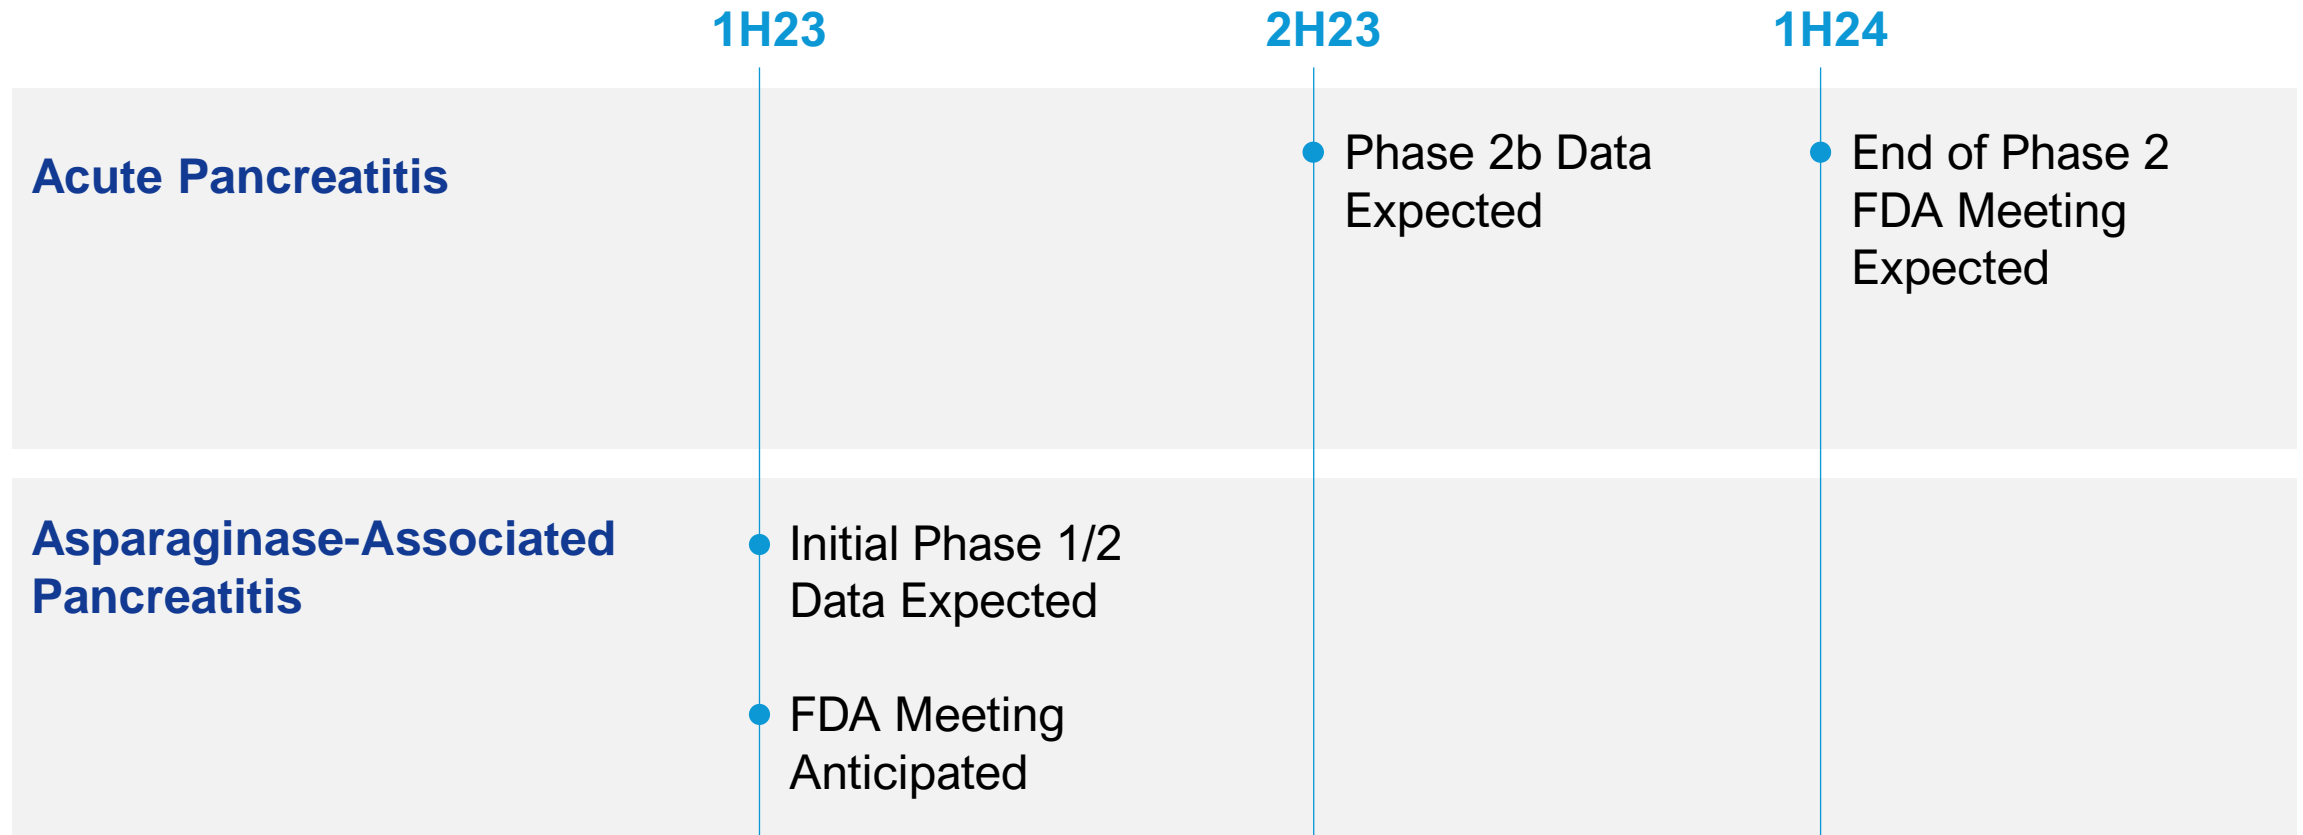 1H23
2H23
1H24
Acute Pancreatitis
Phase 2b Data
Expected
End of Phase 2
FDA Meeting
Expected
Asparaginase-Associated
Pancreatitis
Initial Phase 1/2
Data Expected
FDA Meeting
Anticipated